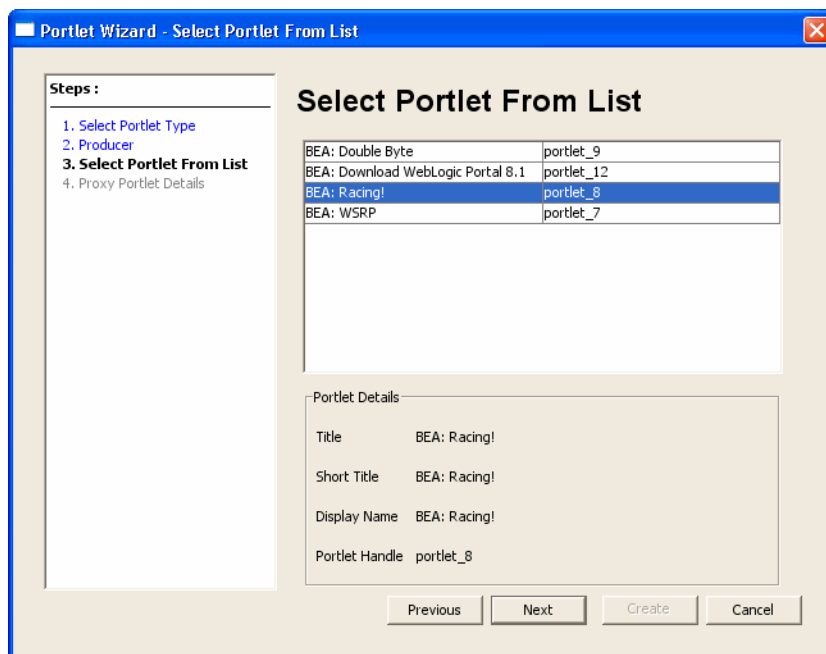 Portlet Wizard - Select Portlet From List
Steps :
1. Select Portlet Type
2. Producer
3. Select Portlet From List
4. Proxy Portlet Details
Select Portlet From List
BEA: Double Byte portlet_9
BEA: Download WebLogic Portal 8.1 portlet_12
BEA: Racing! portlet_8
BEA: WSRP portlet_7
Portlet Details
Title BEA: Racing!
Short Title BEA: Racing!
Display Name BEA: Racing!
Portlet Handle portlet_8
Previous Next Create Cancel